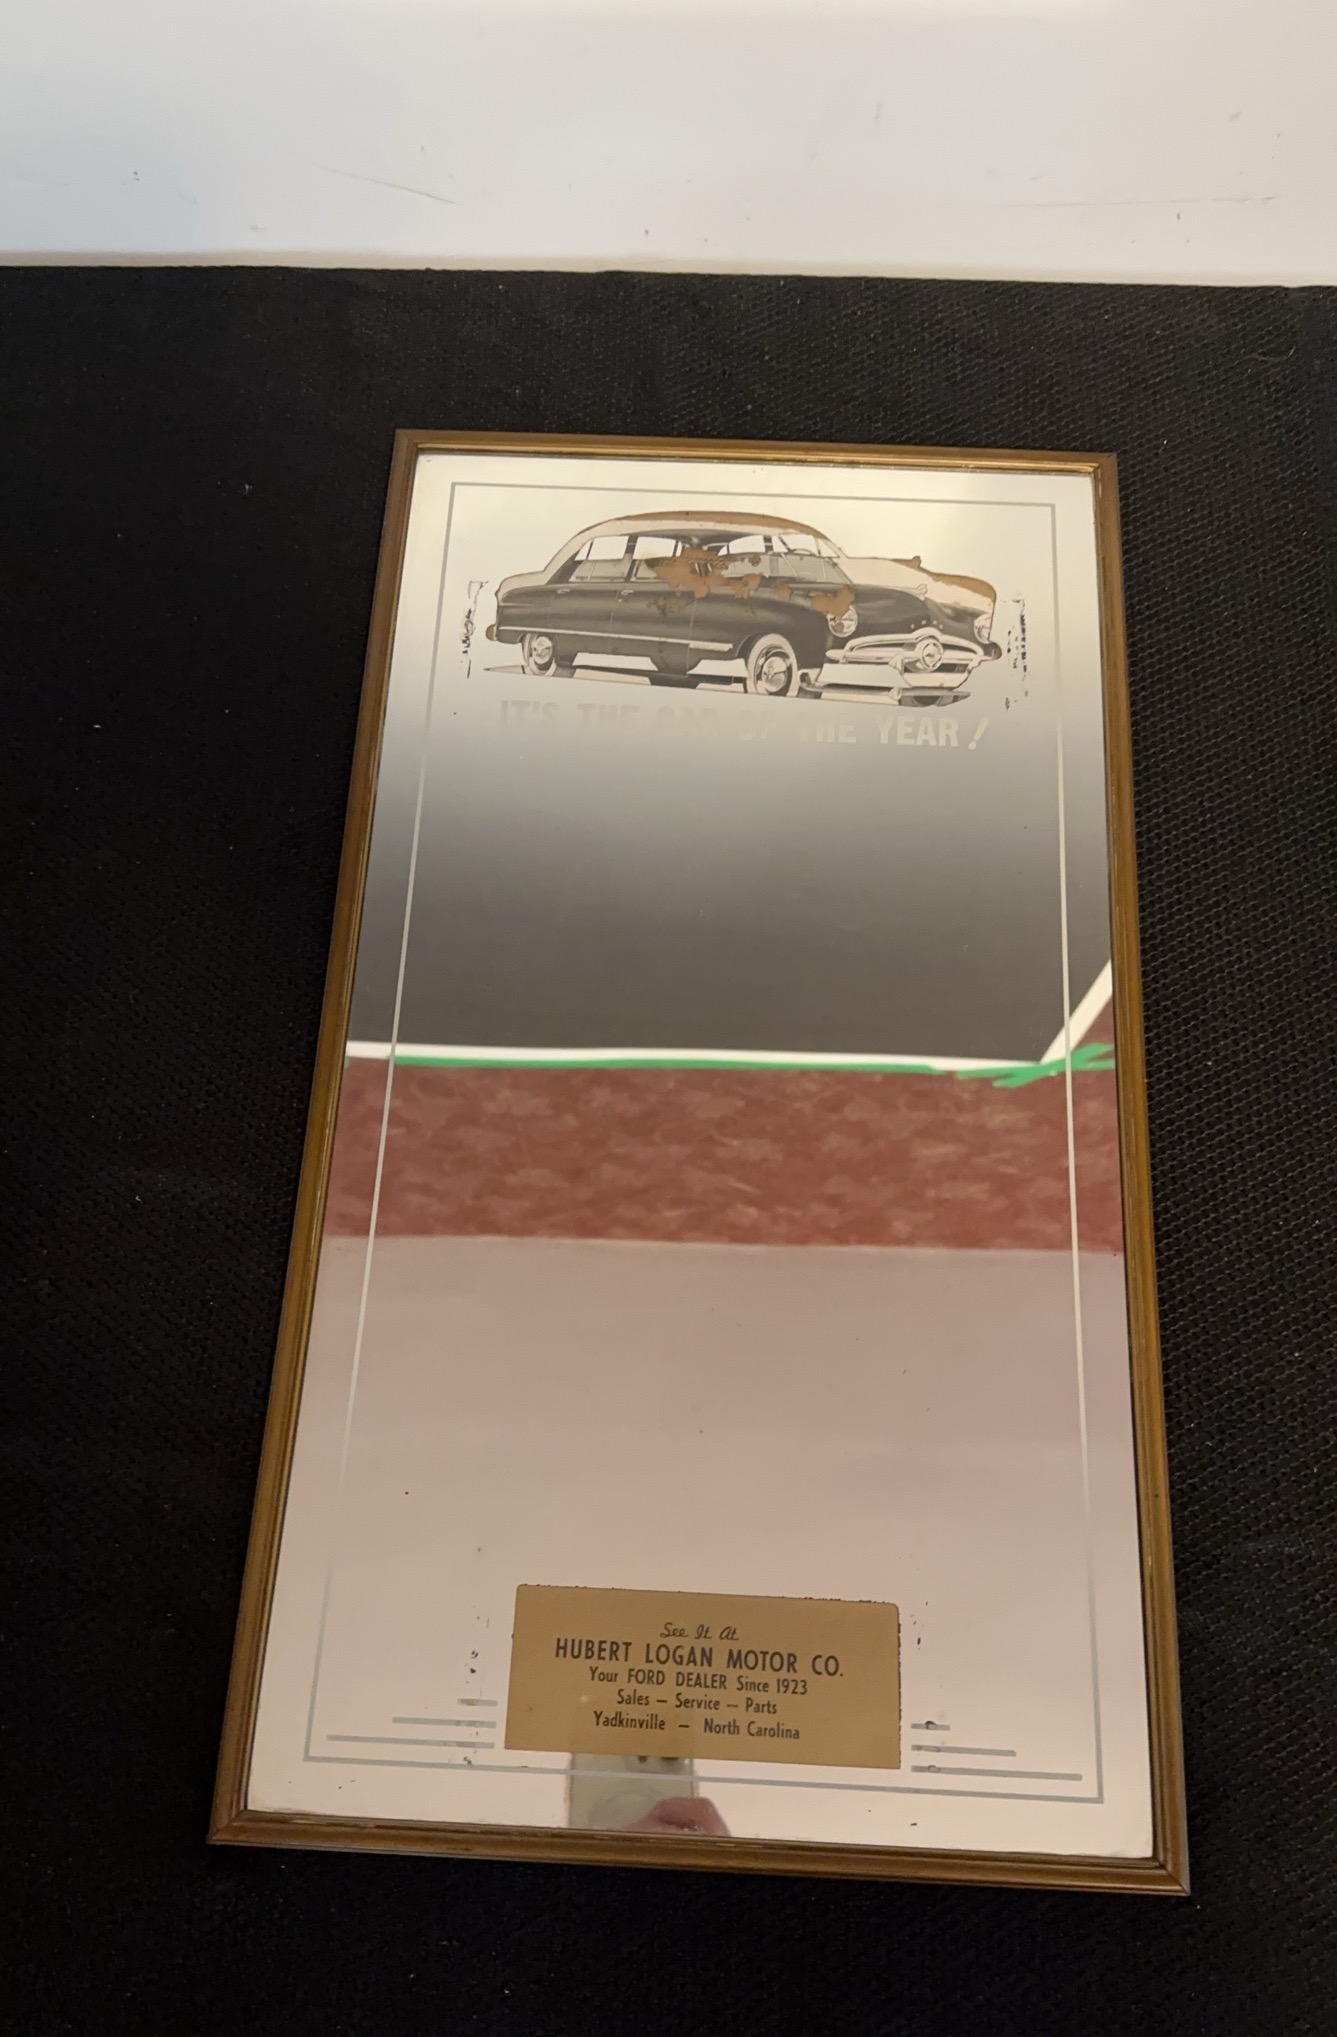 IT'S THE CAR OF THE YEAR!
See It At
HUBERT LOGAN MOTOR CO.
Your FORD DEALER Since 1923
Sales – Service – Parts
Yadkinville – North Carolina